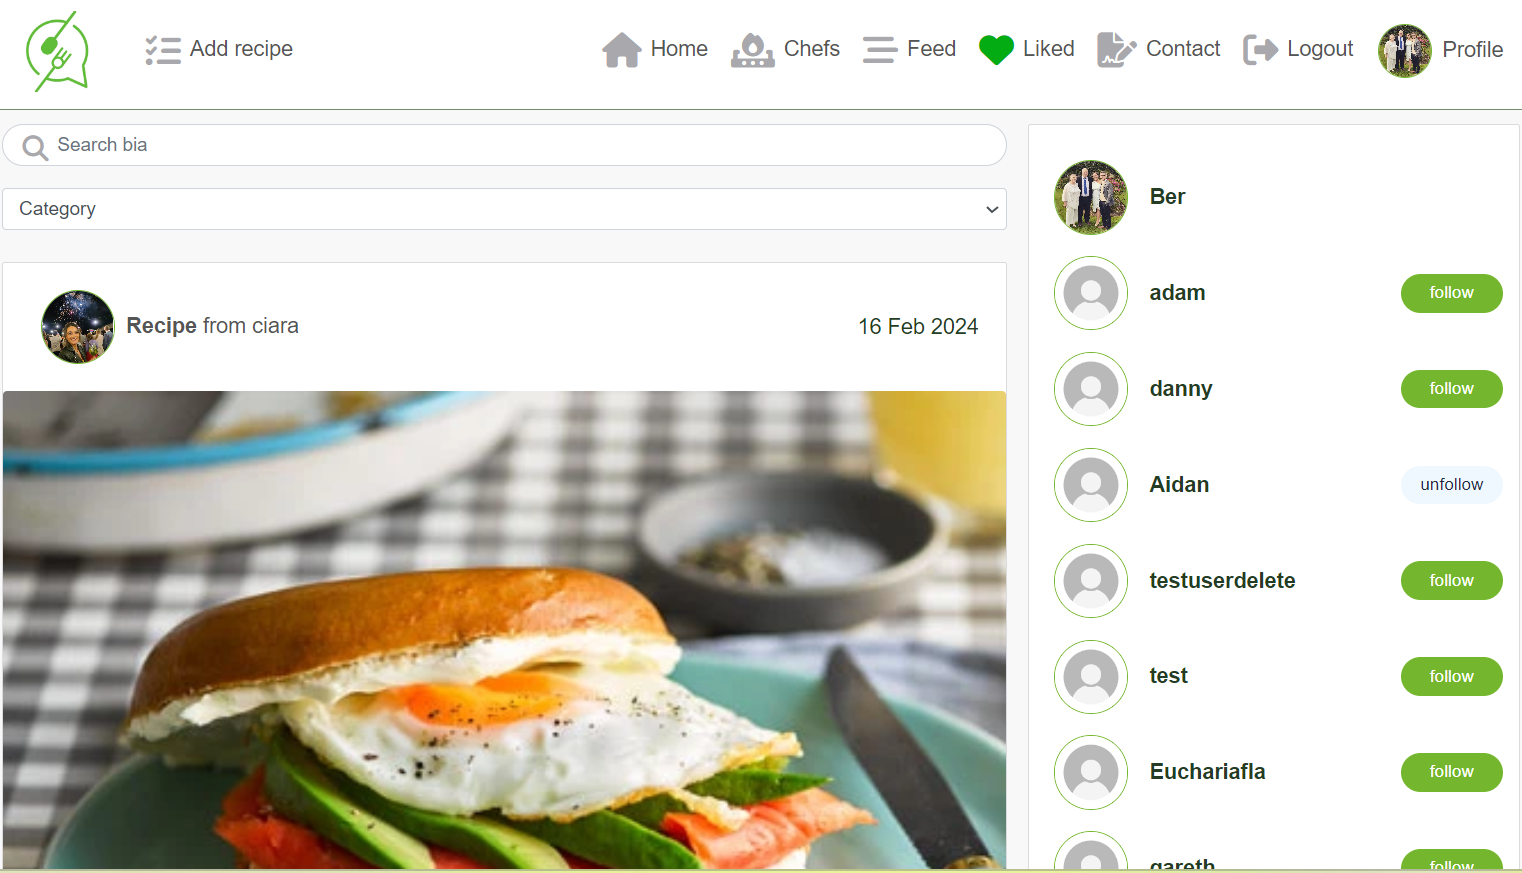 Add recipe
Home
Chefs
Feed
Liked
Contact
Logout
Profile
Search bia
Category
Recipe from ciara
16 Feb 2024
Ber
adam
follow
danny
follow
Aidan
unfollow
testuserdelete
follow
test
follow
Euchariafla
follow
gareth
follow